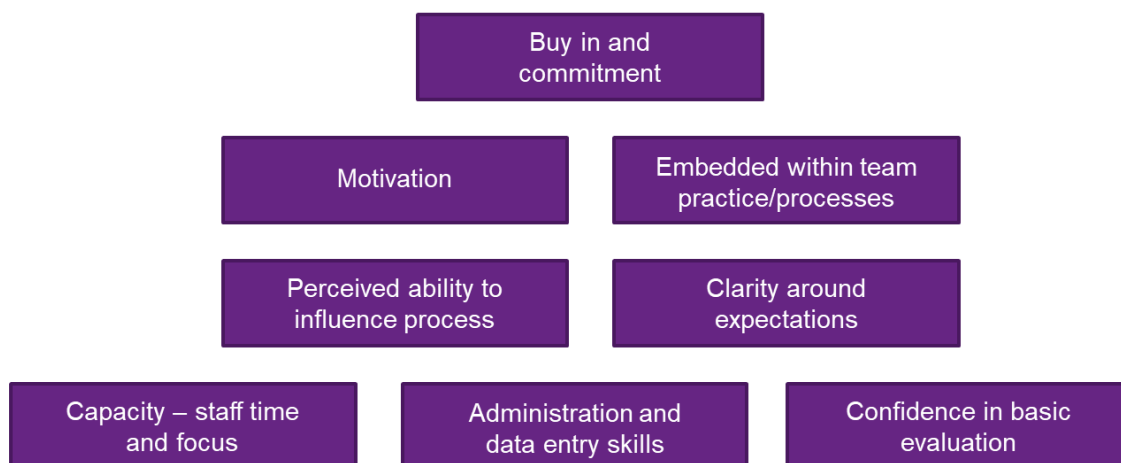 Buy in and
commitment
Motivation
Embedded within team
practice/processes
Perceived ability to
influence process
Clarity around
expectations
Capacity – staff time
and focus
Administration and
data entry skills
Confidence in basic
evaluation